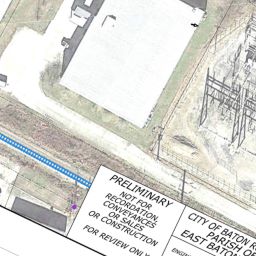 PRELIMINARY
NOT FOR
RECORDATION,
CONVEYANCES
OR SALES
OR CONSTRUCTION
FOR REVIEW ONLY
CITY OF BATON R
PARISH OF
EAST BATON
ENGINE